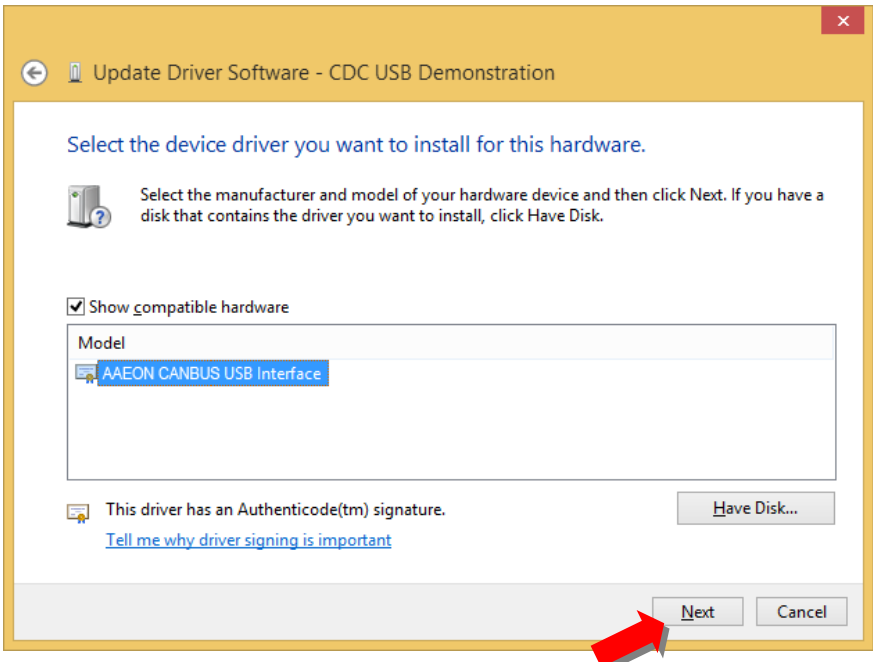 Update Driver Software - CDC USB Demonstration
Select the device driver you want to install for this hardware.
Select the manufacturer and model of your hardware device and then click Next. If you have a
disk that contains the driver you want to install, click Have Disk.
Show compatible hardware
Model
AAEON CANBUS USB Interface
This driver has an Authenticode(tm) signature.
Have Disk...
Tell me why driver signing is important
Next
Cancel